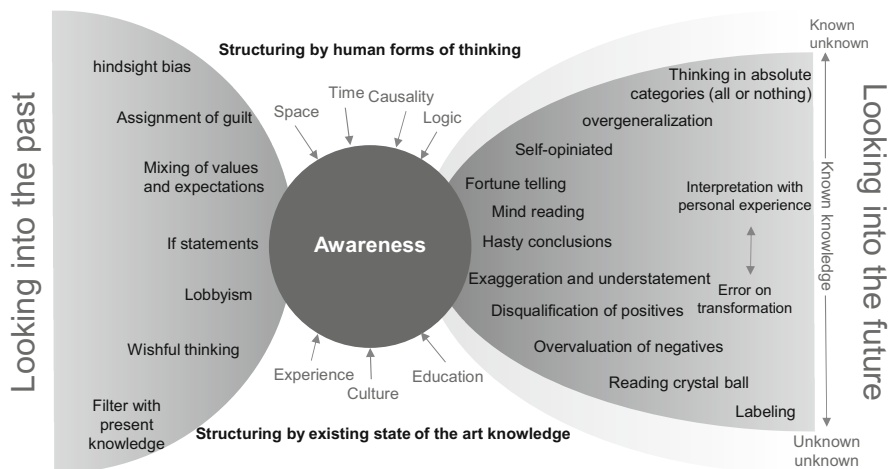 Looking into the past
hindsight bias
Assignment of guilt
Mixing of values
and expectations
If statements
Lobbyism
Wishful thinking
Filter with
present
knowledge
Structuring by human forms of thinking
Space
Time
Causality
Logic
Awareness
Experience
Culture
Education
Structuring by existing state of the art knowledge
Thinking in absolute
categories (all or nothing)
overgeneralization
Self-opiniated
Fortune telling
Mind reading
Hasty conclusions
Exaggeration and understatement
Disqualification of positives
Overvaluation of negatives
Reading crystal ball
Labeling
Interpretation with
personal experience
Error on
transformation
Known
unknown
Known knowledge
Unknown
unknown
Looking into the future